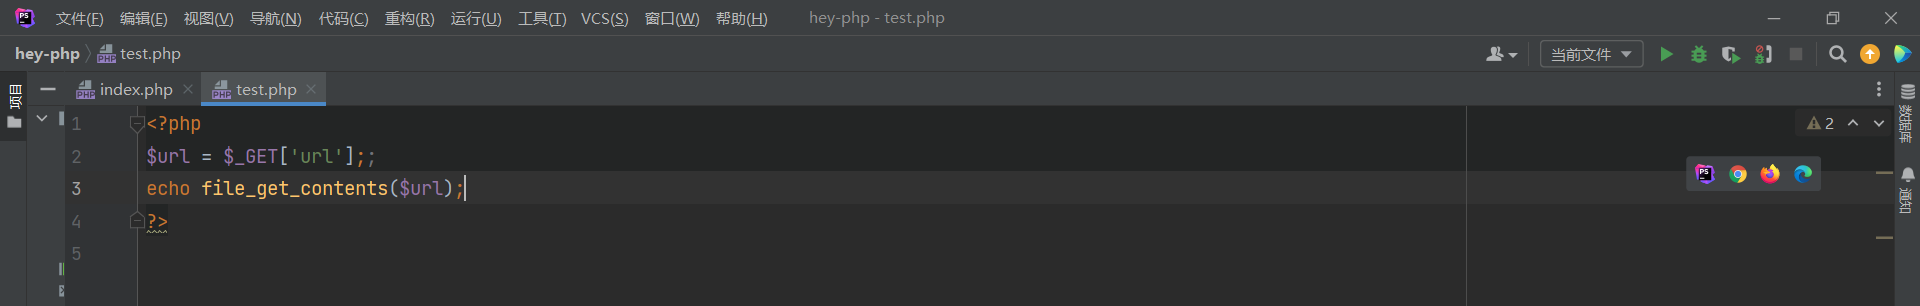 文件(F) 编辑(E) 视图(V) 导航(N) 代码(C) 重构(R) 运行(U) 工具(T) VCS(S) 窗口(W) 帮助(H) hey-php - test.php
hey-php test.php 当前文件
项目
index.php test.php
1 <?php
2 $url = $_GET['url'];;
3 echo file_get_contents($url);
4 ?>
5
2
数据库
通知